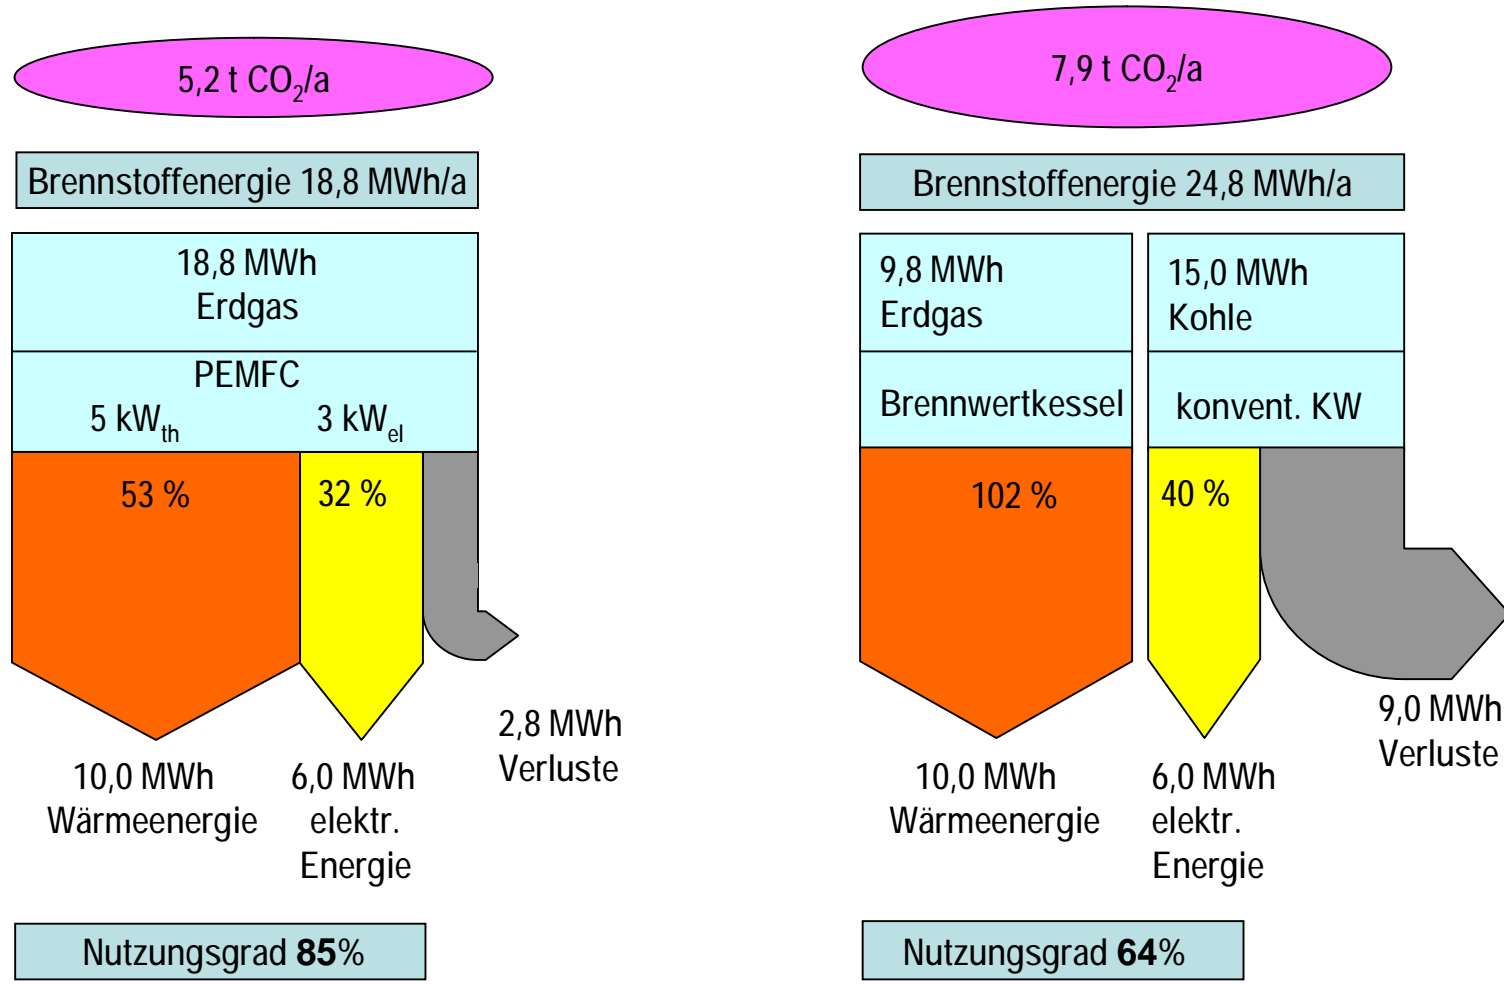 5,2 t CO₂/a
Brennstoffenergie 18,8 MWh/a
18,8 MWh
Erdgas
PEMFC
5 kWth 3 kWel
53 % 32 %
2,8 MWh
Verluste
10,0 MWh
Wärmeenergie
6,0 MWh
elektr.
Energie
Nutzungsgrad 85%
7,9 t CO₂/a
Brennstoffenergie 24,8 MWh/a
9,8 MWh
Erdgas
15,0 MWh
Kohle
Brennwertkessel
konvent. KW
102 %
40 %
9,0 MWh
Verluste
10,0 MWh
Wärmeenergie
6,0 MWh
elektr.
Energie
Nutzungsgrad 64%